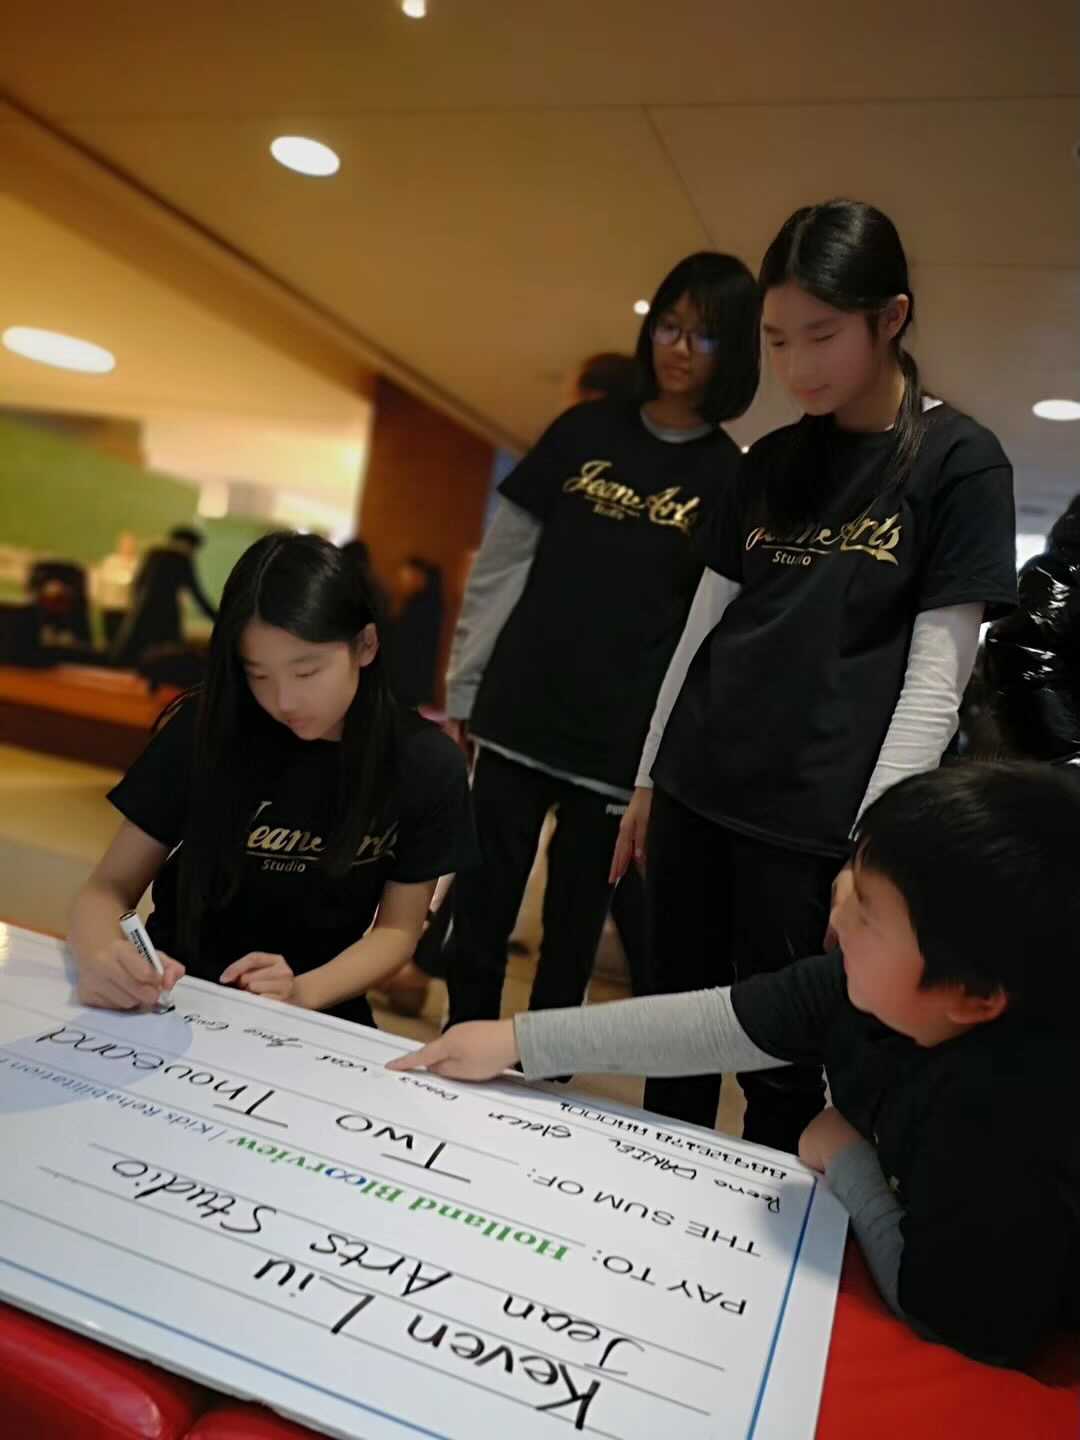 Jean Arts
Studio
Jean Arts
Studio
Jean Arts
Studio
Keven Liu
Jean Arts Studio
PAY TO: Holland Bloorview | Kids Rehabilitation
THE SUM OF: Two Thousand
DANIEL